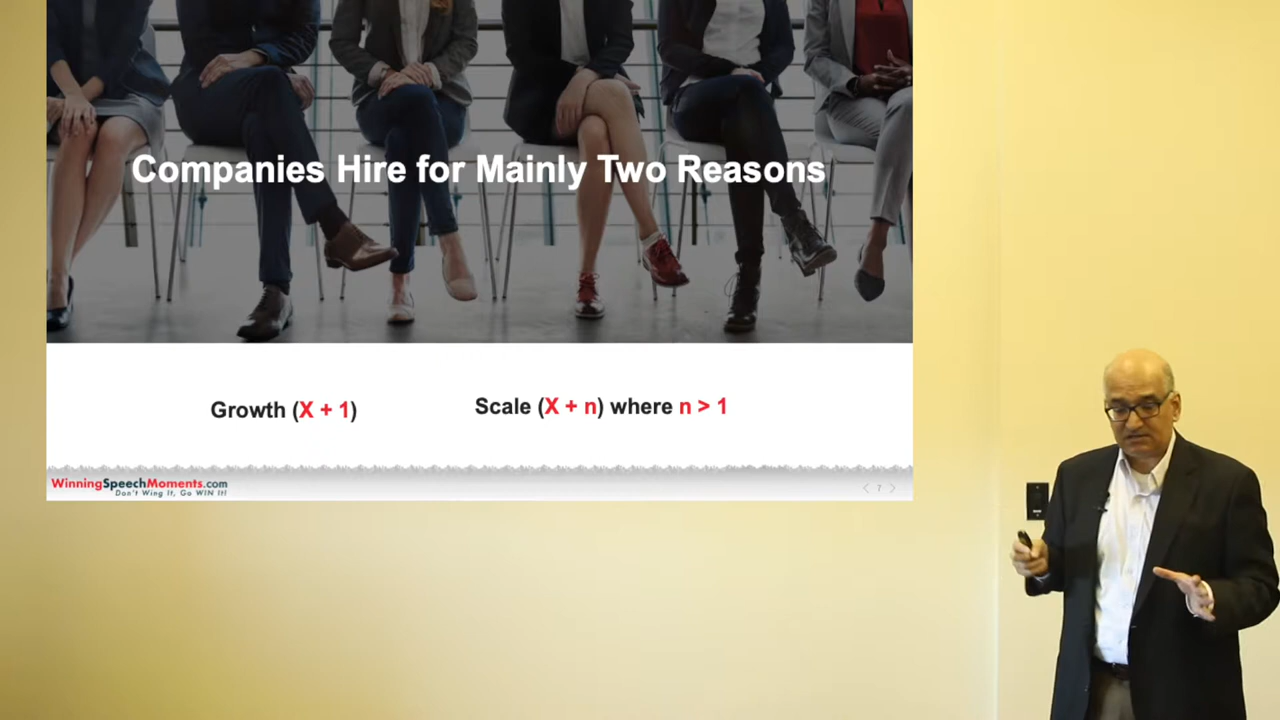 Companies Hire for Mainly Two Reasons
Growth (X + 1)
Scale (X + n) where n > 1
WinningSpeechMoments.com
Don't Wing It, Go WIN It!
7